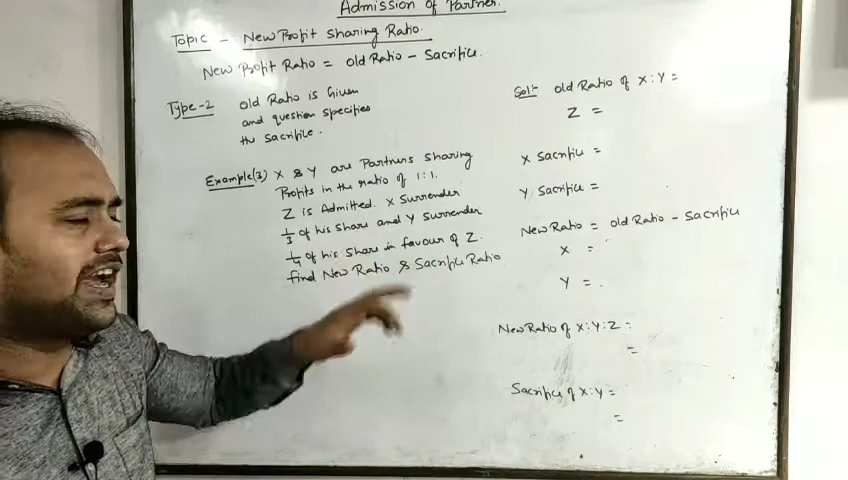 Admission of Partner.
Topic - New Profit Sharing Ratio.
New Profit Ratio = old Ratio - Sacrifice.
Type-2 old Ratio is Given
and question specifies
the sacrifice.
Example(3) X & Y are Partners Sharing
Profits in the ratio of 1:1.
Z is Admitted. X Surrender
1/3 of his share and Y surrender
1/4 of his share in favour of Z.
find New Ratio & Sacrifice Ratio
Sol:- old Ratio of X:Y =
Z =
X Sacrifice =
Y Sacrifice =
New Ratio = old Ratio - Sacrifice
X =
Y =
New Ratio of X:Y:Z =
=
Sacrifice of X:Y =
=